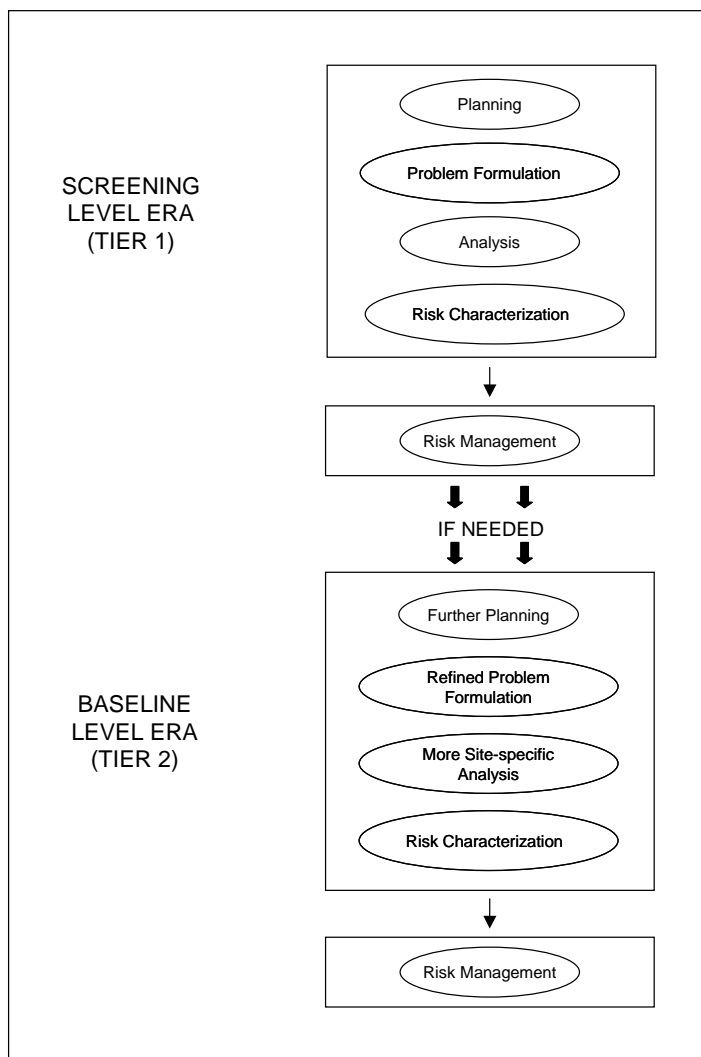 Planning
Problem Formulation
SCREENING
LEVEL ERA
(TIER 1)
Analysis
Risk Characterization
Risk Management
IF NEEDED
Further Planning
Refined Problem
Formulation
BASELINE
LEVEL ERA
(TIER 2)
More Site-specific
Analysis
Risk Characterization
Risk Management